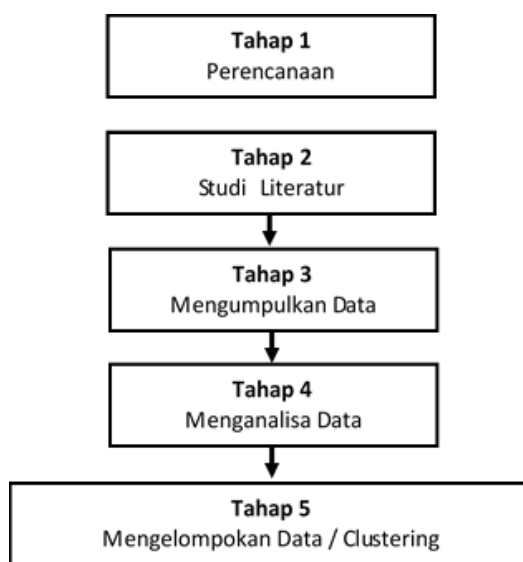 Tahap 1
Perencanaan
Tahap 2
Studi Literatur
Tahap 3
Mengumpulkan Data
Tahap 4
Menganalisa Data
Tahap 5
Mengelompokan Data / Clustering